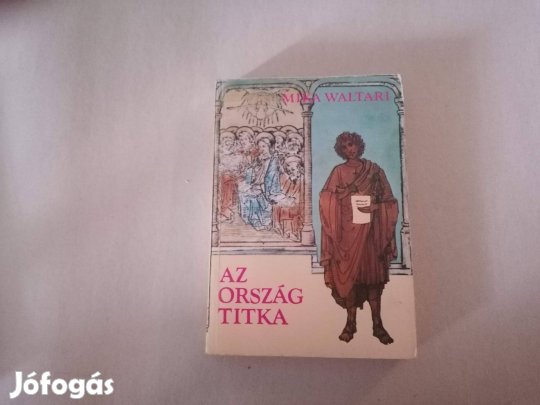 MIKA WALTARI
AZ
ORSZÁG
TITKA
Jófogás